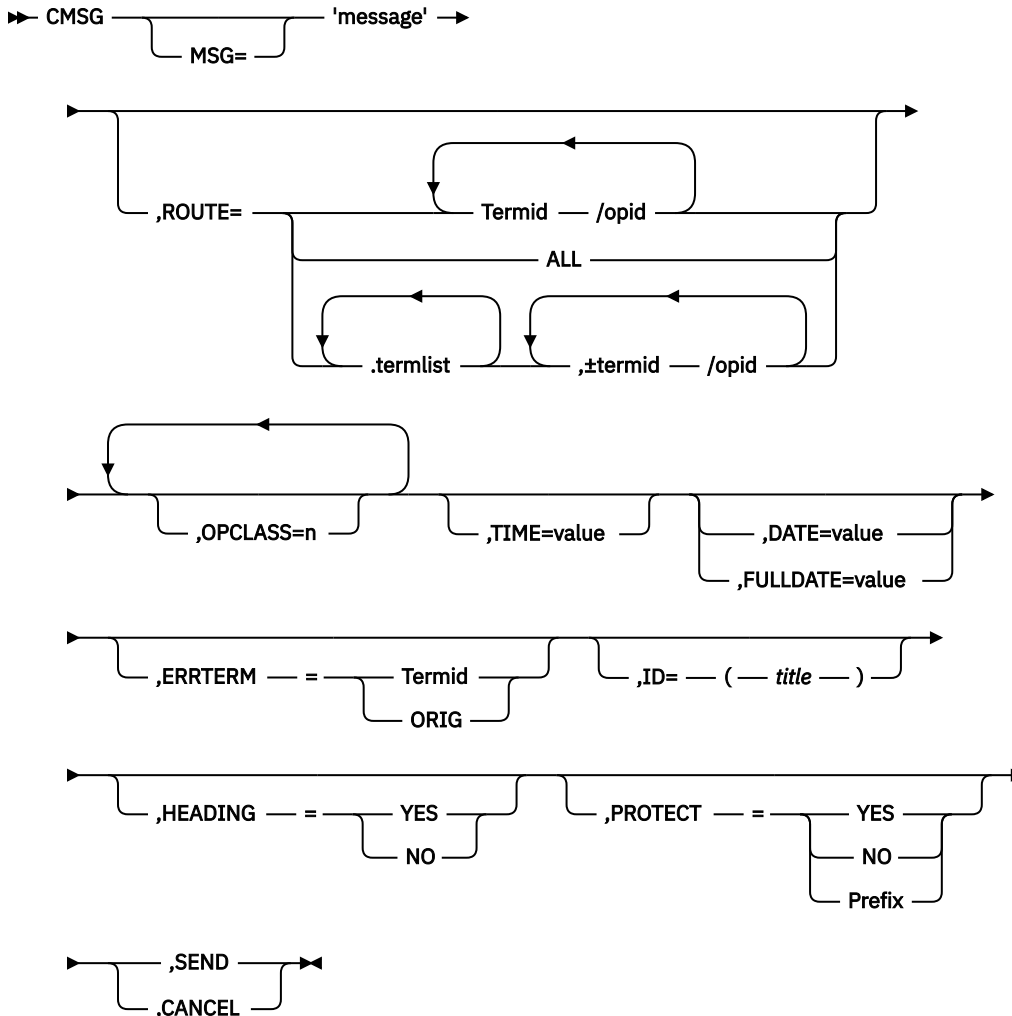 CMSG 'message'
MSG=
,ROUTE= Termid /opid
ALL
.termlist ,±termid /opid
,OPCLASS=n ,TIME=value ,DATE=value
,FULLDATE=value
,ERRTERM = Termid ,ID= ( title )
ORIG
,HEADING = YES ,PROTECT = YES
NO NO
Prefix
,SEND
.CANCEL